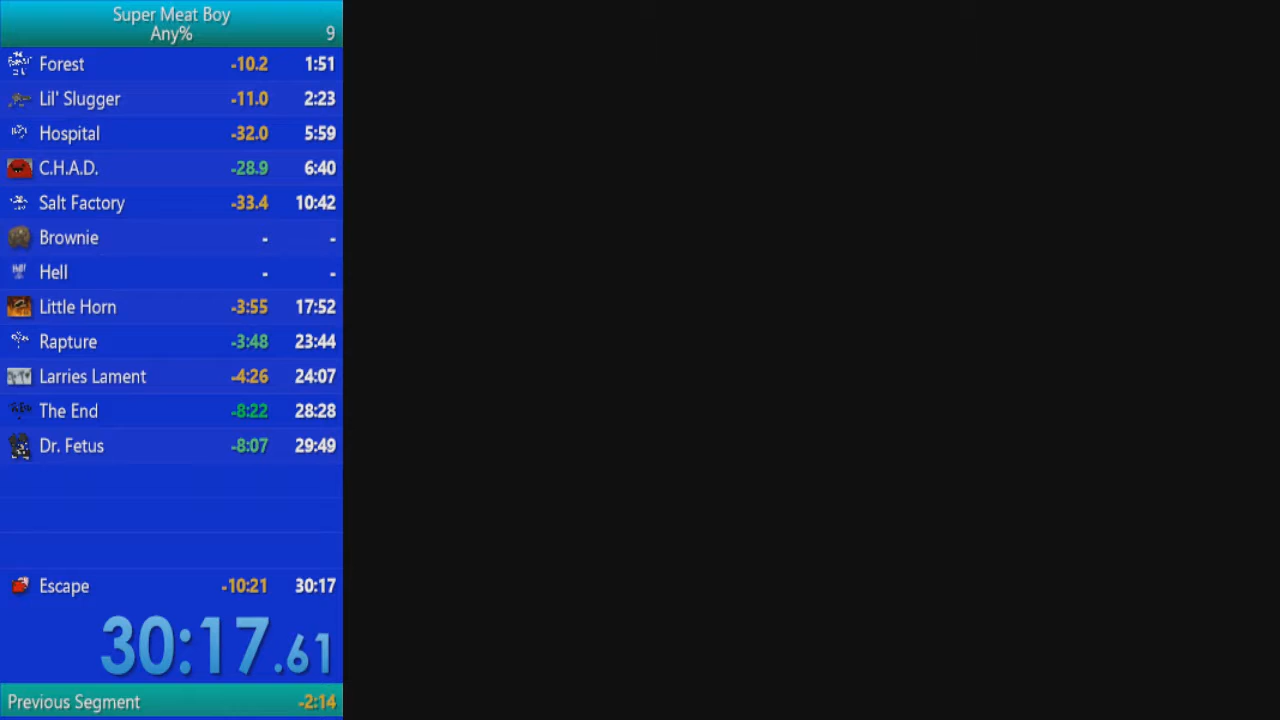 Super Meat Boy
Any% 9
Forest -10.2 1:51
Lil' Slugger -11.0 2:23
Hospital -32.0 5:59
C.H.A.D. -28.9 6:40
Salt Factory -33.4 10:42
Brownie - -
Hell - -
Little Horn -3:55 17:52
Rapture -3:48 23:44
Larries Lament -4:26 24:07
The End -8:22 28:28
Dr. Fetus -8:07 29:49
Escape -10:21 30:17
30:17.61
Previous Segment -2:14